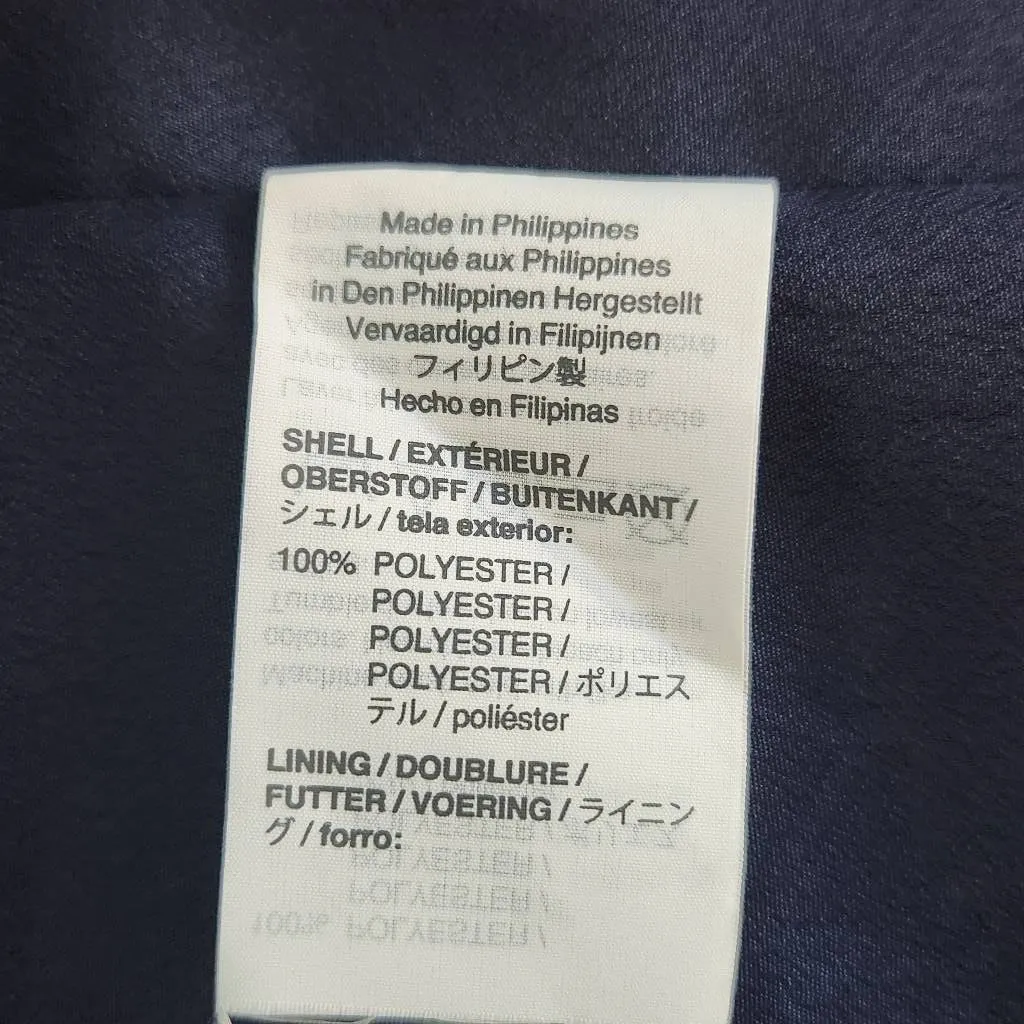 Made in Philippines
Fabriqué aux Philippines
in Den Philippinen Hergestellt
Vervaardigd in Filipijnen
フィリピン製
Hecho en Filipinas
SHELL / EXTÉRIEUR /
OBERSTOFF / BUITENKANT /
シェル / tela exterior:
100% POLYESTER /
POLYESTER /
POLYESTER /
POLYESTER / ポリエス
テル / poliéster
LINING / DOUBLURE /
FUTTER / VOERING / ライニン
グ / forro: